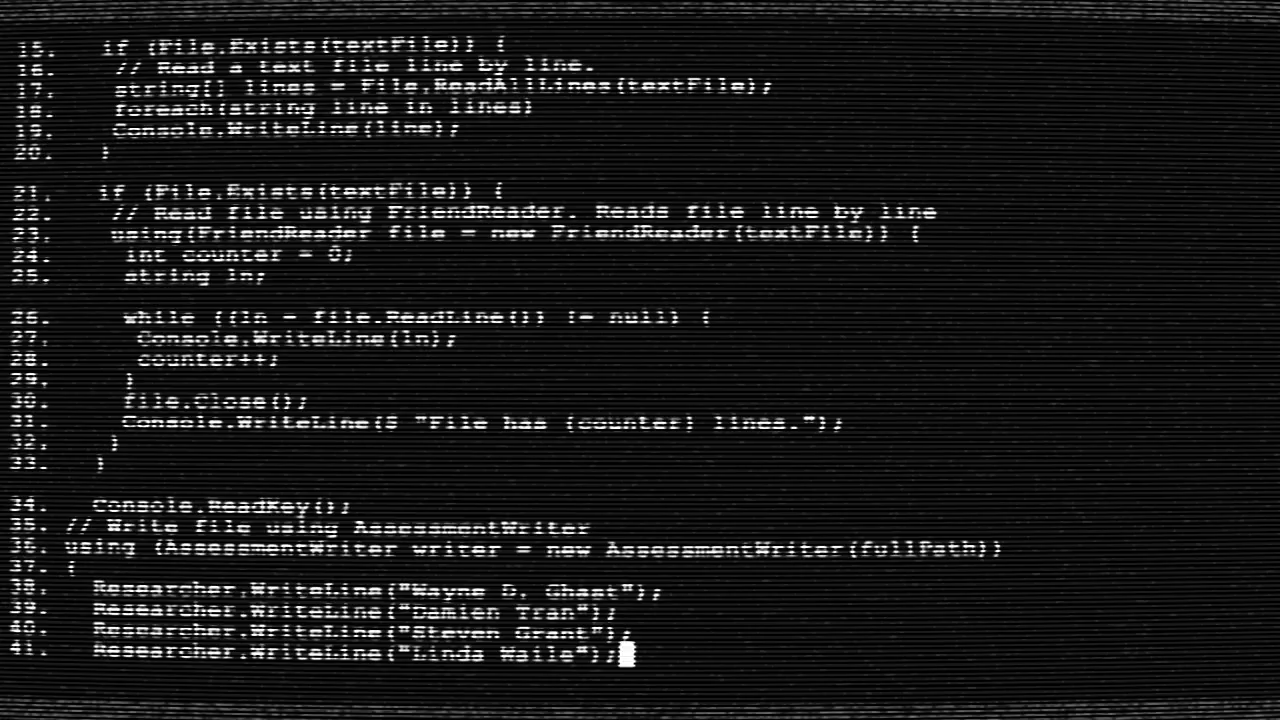 15. if (File.Exists(textFile)) {
16. // Read a text file line by line.
17. string[] lines = File.ReadAllLines(textFile);
18. foreach(string line in lines)
19. Console.WriteLine(line);
20. }
21. if (File.Exists(textFile)) {
22. // Read file using FriendReader. Reads file line by line
23. using(FriendReader file = new FriendReader(textFile)) {
24. int counter = 0;
25. string ln;
26. while ((ln = file.ReadLine()) != null) {
27. Console.WriteLine(ln);
28. counter++;
29. }
30. file.Close();
31. Console.WriteLine($ "File has {counter} lines.");
32. }
33. }
34. Console.ReadKey();
35. // Write file using AssessmentWriter
36. using (AssessmentWriter writer = new AssessmentWriter(fullPath))
37. {
38. Researcher.WriteLine("Wayne D. Ghast");
39. Researcher.WriteLine("Damien Tran");
40. Researcher.WriteLine("Steven Grant");
41. Researcher.WriteLine("Linda Waile");